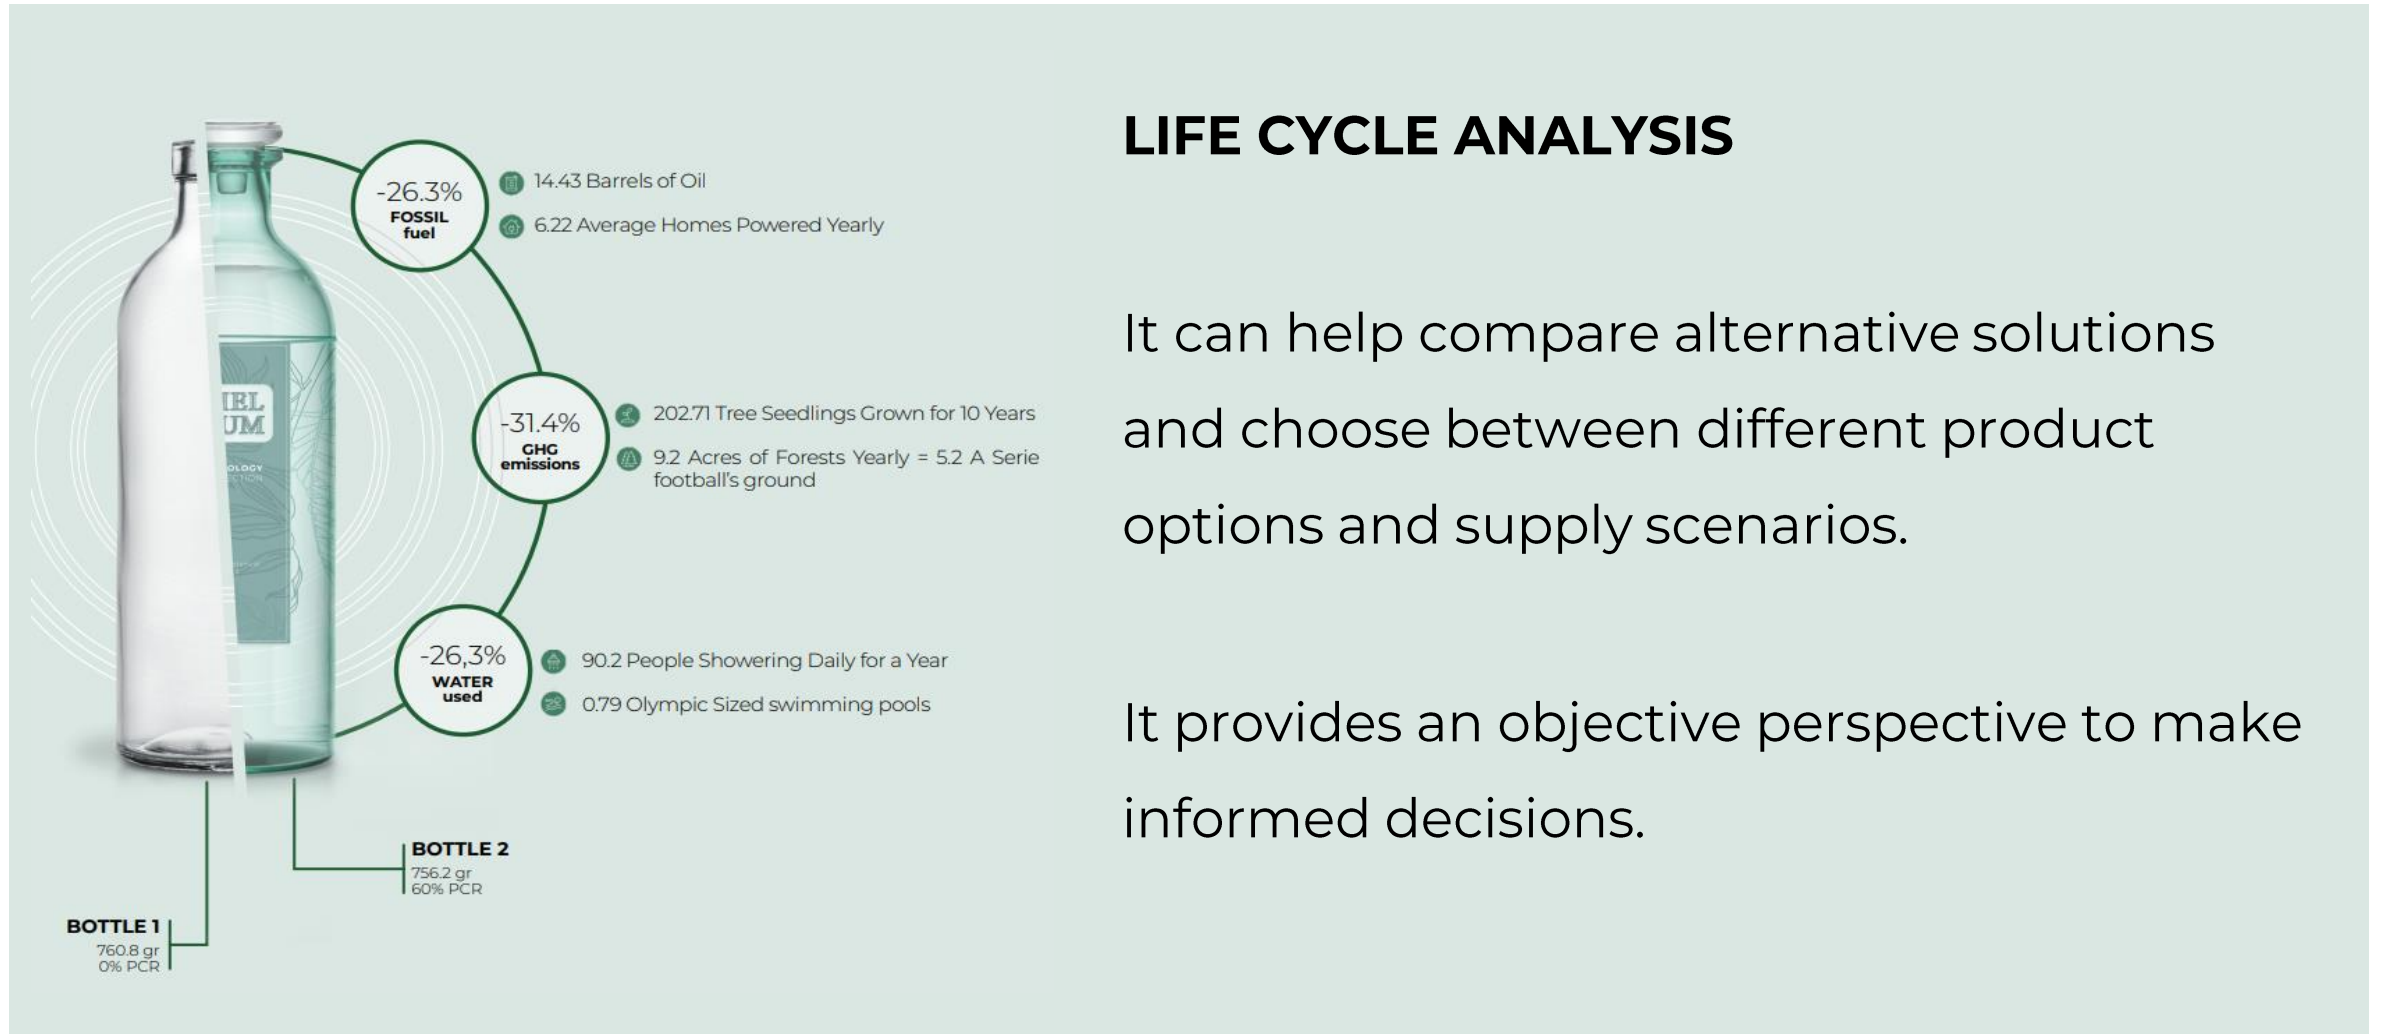 -26.3%
FOSSIL
fuel
14.43 Barrels of Oil
6.22 Average Homes Powered Yearly
-31.4%
GHG
emissions
202.71 Tree Seedlings Grown for 10 Years
9.2 Acres of Forests Yearly = 5.2 A Serie
football's ground
-26,3%
WATER
used
90.2 People Showering Daily for a Year
0.79 Olympic Sized swimming pools
BOTTLE 2
756.2 gr
60% PCR
BOTTLE 1
760.8 gr
0% PCR
LIFE CYCLE ANALYSIS
It can help compare alternative solutions
and choose between different product
options and supply scenarios.
It provides an objective perspective to make
informed decisions.